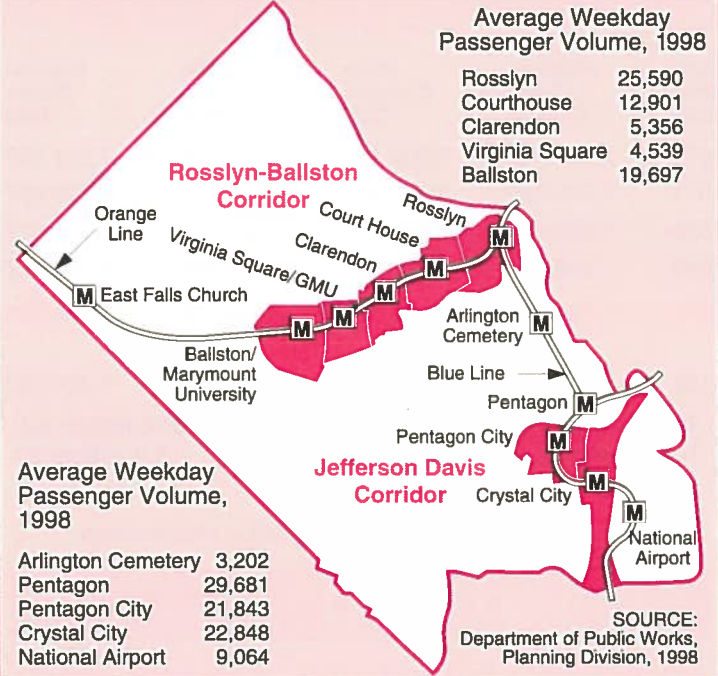 Average Weekday
Passenger Volume, 1998
Rosslyn 25,590
Courthouse 12,901
Clarendon 5,356
Virginia Square 4,539
Ballston 19,697
Rosslyn-Ballston
Corridor
Orange
Line
Rosslyn
Court House
Clarendon
Virginia Square/GMU
M
M
M
M
M
M East Falls Church
Ballston/
Marymount
University
Arlington
Cemetery
M
Blue Line
Pentagon M
Pentagon City M
Jefferson Davis
Corridor
Crystal City M
M
National
Airport
Average Weekday
Passenger Volume,
1998
Arlington Cemetery 3,202
Pentagon 29,681
Pentagon City 21,843
Crystal City 22,848
National Airport 9,064
SOURCE:
Department of Public Works,
Planning Division, 1998